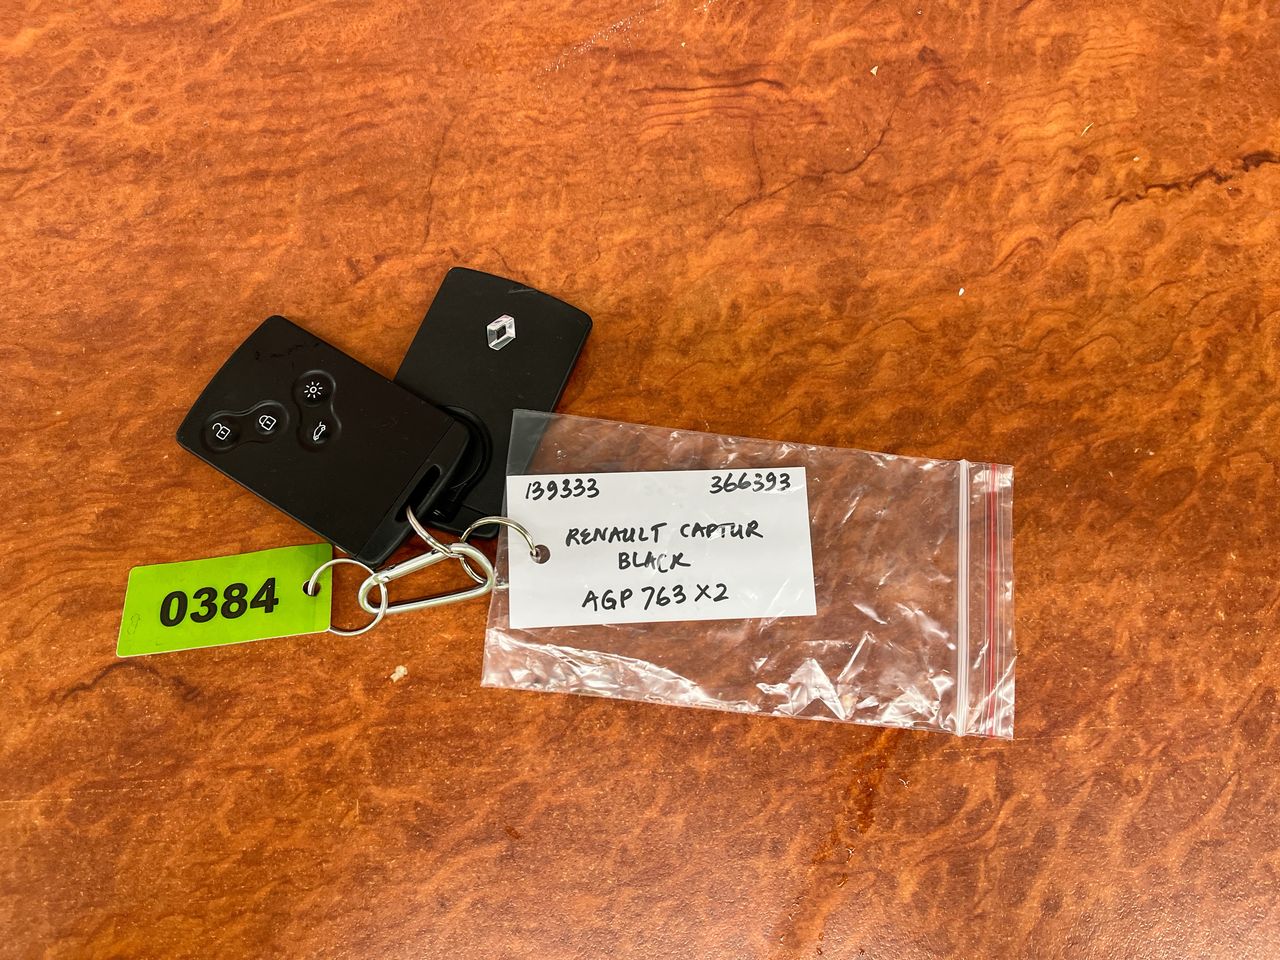 139333 366393
RENAULT CAPTUR
BLACK
AGP 763 X2
0384